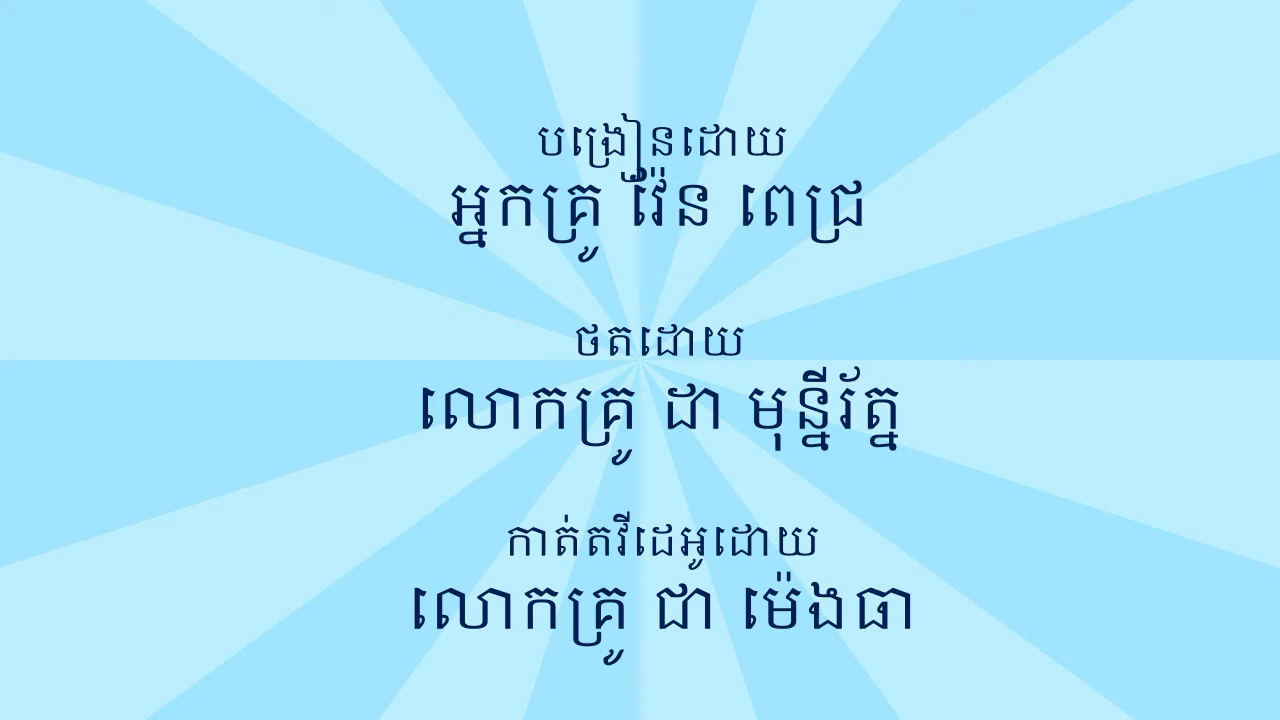 បង្រៀនដោយ
អ្នកគ្រូ វ៉ែន ពេជ្រ
ថតដោយ
លោកគ្រូ ដា មុន្នីរ័ត្ន
កាត់តវីដេអូដោយ
លោកគ្រូ ជា ម៉េងធា